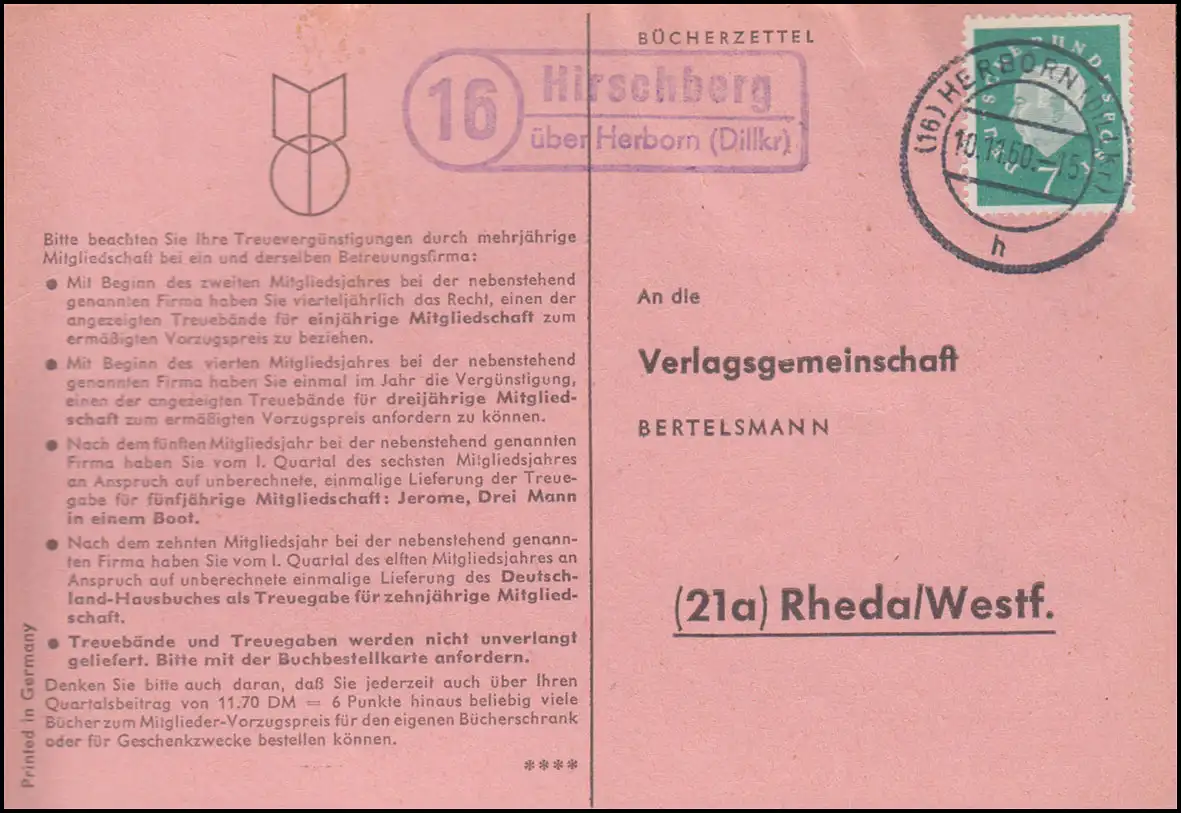 BÜCHERZETTEL
16
Hirschberg
über Herborn (Dillkr)
DEUTSCHE BUNDESPOST
7
(16) HERBORN (Dillkr)
10.11.60.-15
h
Bitte beachten Sie Ihre Treuevergünstigungen durch mehrjährige
Mitgliedschaft bei ein und derselben Betreuungsfirma:
● Mit Beginn des zweiten Mitgliedsjahres bei der nebenstehend
genannten Firma haben Sie vierteljährlich das Recht, einen der
angezeigten Treuebände für einjährige Mitgliedschaft zum
ermäßigten Vorzugspreis zu beziehen.
● Mit Beginn des vierten Mitgliedsjahres bei der nebenstehend
genannten Firma haben Sie einmal im Jahr die Vergünstigung,
einen der angezeigten Treuebände für dreijährige Mitglied-
schaft zum ermäßigten Vorzugspreis anfordern zu können.
● Nach dem fünften Mitgliedsjahr bei der nebenstehend genannten
Firma haben Sie vom I. Quartal des sechsten Mitgliedsjahres
an Anspruch auf unberechnete, einmalige Lieferung der Treue-
gabe für fünfjährige Mitgliedschaft: Jerome, Drei Mann
in einem Boot.
● Nach dem zehnten Mitgliedsjahr bei der nebenstehend genann-
ten Firma haben Sie vom I. Quartal des elften Mitgliedsjahres an
Anspruch auf unberechnete einmalige Lieferung des Deutsch-
land-Hausbuches als Treuegabe für zehnjährige Mitglied-
schaft.
● Treuebände und Treuegaben werden nicht unverlangt
geliefert. Bitte mit der Buchbestellkarte anfordern.
Denken Sie bitte auch daran, daß Sie jederzeit auch über Ihren
Quartalsbeitrag von 11.70 DM = 6 Punkte hinaus beliebig viele
Bücher zum Mitglieder-Vorzugspreis für den eigenen Bücherschrank
oder für Geschenkzwecke bestellen können.
****
Printed in Germany
An die
Verlagsgemeinschaft
BERTELSMANN
(21a) Rheda/Westf.